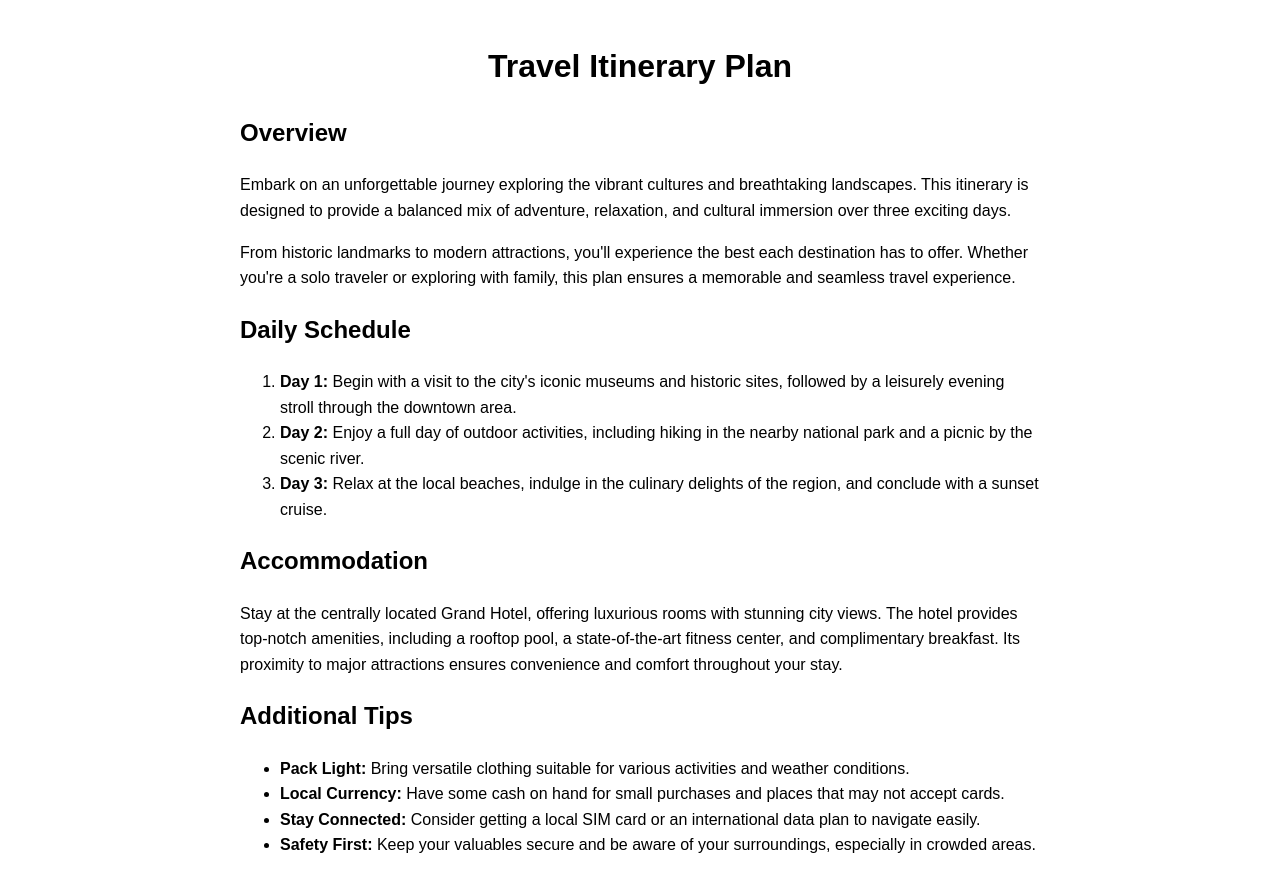 Travel Itinerary Plan
Overview
Embark on an unforgettable journey exploring the vibrant cultures and breathtaking landscapes. This itinerary is
designed to provide a balanced mix of adventure, relaxation, and cultural immersion over three exciting days.
From historic landmarks to modern attractions, you'll experience the best each destination has to offer. Whether
you're a solo traveler or exploring with family, this plan ensures a memorable and seamless travel experience.
Daily Schedule
1. Day 1: Begin with a visit to the city's iconic museums and historic sites, followed by a leisurely evening
stroll through the downtown area.
2. Day 2: Enjoy a full day of outdoor activities, including hiking in the nearby national park and a picnic by the
scenic river.
3. Day 3: Relax at the local beaches, indulge in the culinary delights of the region, and conclude with a sunset
cruise.
Accommodation
Stay at the centrally located Grand Hotel, offering luxurious rooms with stunning city views. The hotel provides
top-notch amenities, including a rooftop pool, a state-of-the-art fitness center, and complimentary breakfast. Its
proximity to major attractions ensures convenience and comfort throughout your stay.
Additional Tips
• Pack Light: Bring versatile clothing suitable for various activities and weather conditions.
• Local Currency: Have some cash on hand for small purchases and places that may not accept cards.
• Stay Connected: Consider getting a local SIM card or an international data plan to navigate easily.
• Safety First: Keep your valuables secure and be aware of your surroundings, especially in crowded areas.